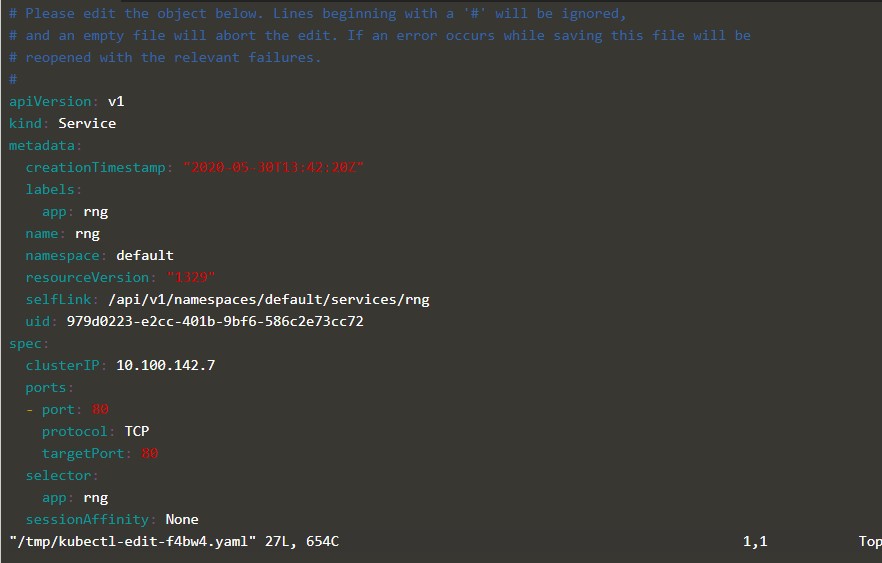 # Please edit the object below. Lines beginning with a '#' will be ignored,
# and an empty file will abort the edit. If an error occurs while saving this file will be
# reopened with the relevant failures.
#
apiVersion: v1
kind: Service
metadata:
  creationTimestamp: "2020-05-30T13:42:20Z"
  labels:
    app: rng
  name: rng
  namespace: default
  resourceVersion: "1329"
  selfLink: /api/v1/namespaces/default/services/rng
  uid: 979d0223-e2cc-401b-9bf6-586c2e73cc72
spec:
  clusterIP: 10.100.142.7
  ports:
  - port: 80
    protocol: TCP
    targetPort: 80
  selector:
    app: rng
  sessionAffinity: None
"/tmp/kubectl-edit-f4bw4.yaml" 27L, 654C 1,1 Top